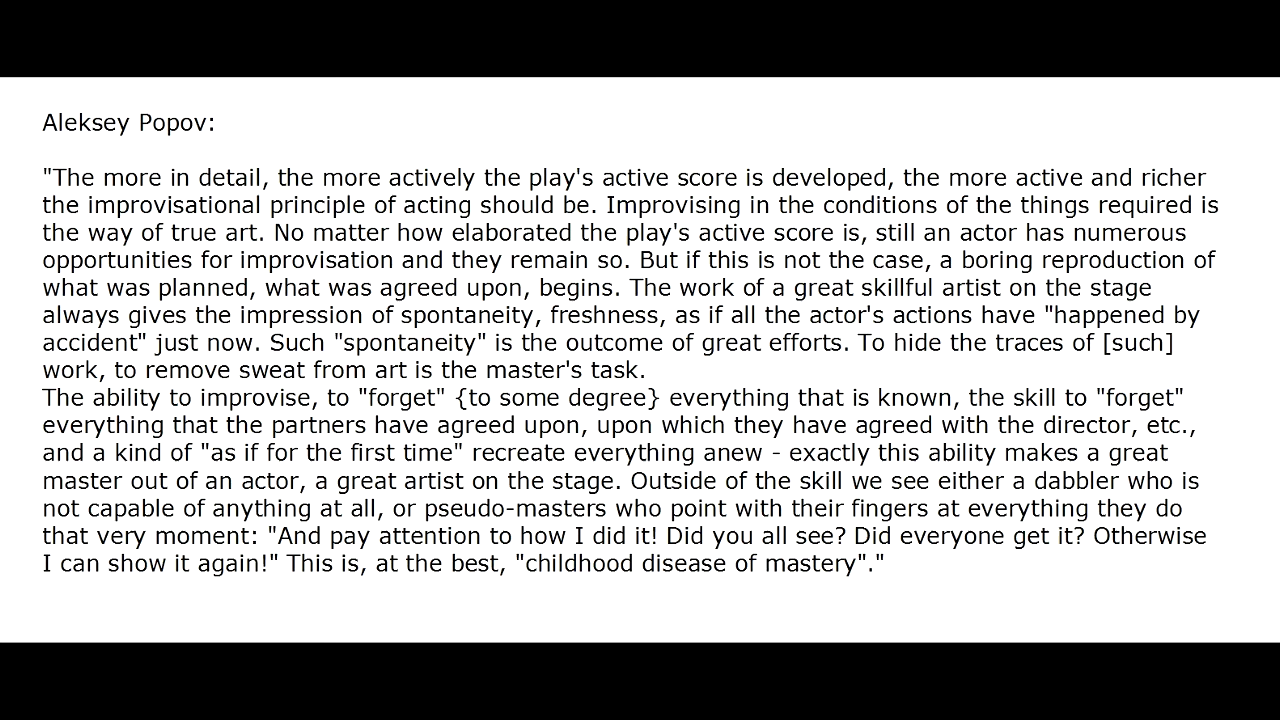 Aleksey Popov:
"The more in detail, the more actively the play's active score is developed, the more active and richer
the improvisational principle of acting should be. Improvising in the conditions of the things required is
the way of true art. No matter how elaborated the play's active score is, still an actor has numerous
opportunities for improvisation and they remain so. But if this is not the case, a boring reproduction of
what was planned, what was agreed upon, begins. The work of a great skillful artist on the stage
always gives the impression of spontaneity, freshness, as if all the actor's actions have "happened by
accident" just now. Such "spontaneity" is the outcome of great efforts. To hide the traces of [such]
work, to remove sweat from art is the master's task.
The ability to improvise, to "forget" {to some degree} everything that is known, the skill to "forget"
everything that the partners have agreed upon, upon which they have agreed with the director, etc.,
and a kind of "as if for the first time" recreate everything anew - exactly this ability makes a great
master out of an actor, a great artist on the stage. Outside of the skill we see either a dabbler who is
not capable of anything at all, or pseudo-masters who point with their fingers at everything they do
that very moment: "And pay attention to how I did it! Did you all see? Did everyone get it? Otherwise
I can show it again!" This is, at the best, "childhood disease of mastery"."